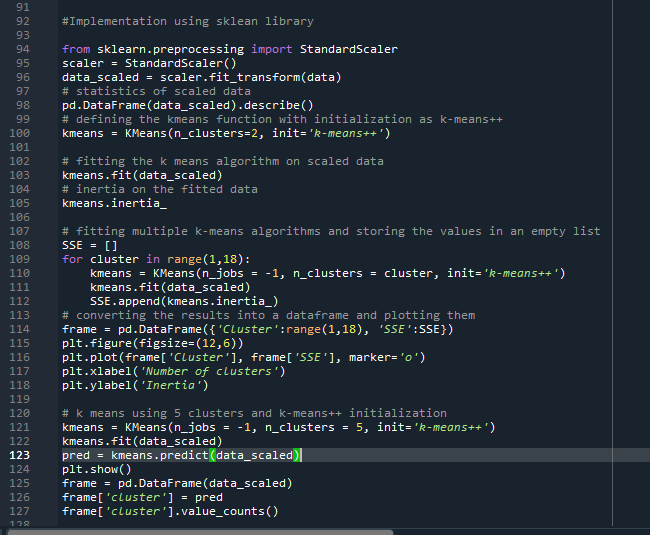 91
92 #Implementation using sklean library
93
94 from sklearn.preprocessing import StandardScaler
95 scaler = StandardScaler()
96 data_scaled = scaler.fit_transform(data)
97 # statistics of scaled data
98 pd.DataFrame(data_scaled).describe()
99 # defining the kmeans function with initialization as k-means++
100 kmeans = KMeans(n_clusters=2, init='k-means++')
101
102 # fitting the k means algorithm on scaled data
103 kmeans.fit(data_scaled)
104 # inertia on the fitted data
105 kmeans.inertia_
106
107 # fitting multiple k-means algorithms and storing the values in an empty list
108 SSE = []
109 for cluster in range(1,18):
110     kmeans = KMeans(n_jobs = -1, n_clusters = cluster, init='k-means++')
111     kmeans.fit(data_scaled)
112     SSE.append(kmeans.inertia_)
113 # converting the results into a dataframe and plotting them
114 frame = pd.DataFrame({'Cluster':range(1,18), 'SSE':SSE})
115 plt.figure(figsize=(12,6))
116 plt.plot(frame['Cluster'], frame['SSE'], marker='o')
117 plt.xlabel('Number of clusters')
118 plt.ylabel('Inertia')
119
120 # k means using 5 clusters and k-means++ initialization
121 kmeans = KMeans(n_jobs = -1, n_clusters = 5, init='k-means++')
122 kmeans.fit(data_scaled)
123 pred = kmeans.predict(data_scaled)
124 plt.show()
125 frame = pd.DataFrame(data_scaled)
126 frame['cluster'] = pred
127 frame['cluster'].value_counts()
128